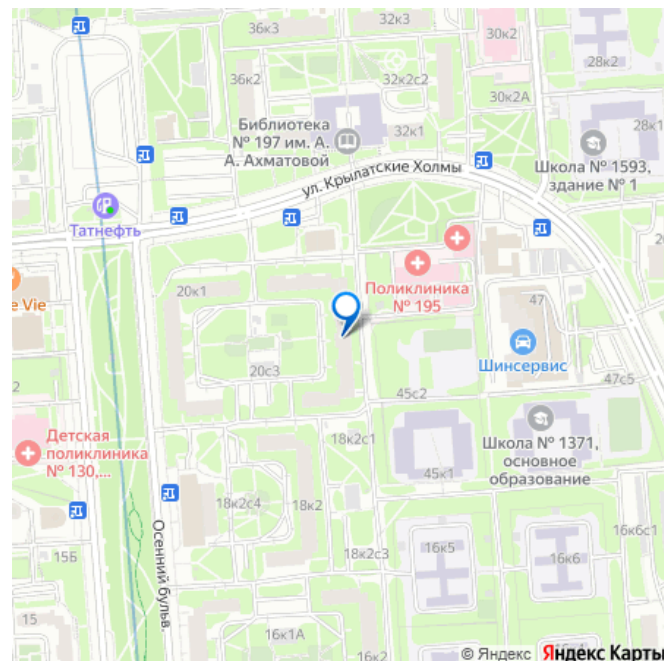 36к3
32к3
30к2
28к2
36к2
32к2с2
30к2А
Библиотека
№ 197 им. А.
А. Ахматовой
32к1
28к1
Школа № 1593,
здание № 1
ул. Крылатские Холмы
Татнефть
20к1
Поликлиника
№ 195
e Vie
47
Шинсервис
20с3
2
45с2
47с5
Детская
поликлиника
№ 130,...
18к2с1
Школа № 1371,
основное
образование
45к1
18к2с4
18к2
Осенний бульв.
16к6с1
15Б
18к2с3
16к5
16к6
15
16к1А
16к2
© Яндекс Яндекс Карты